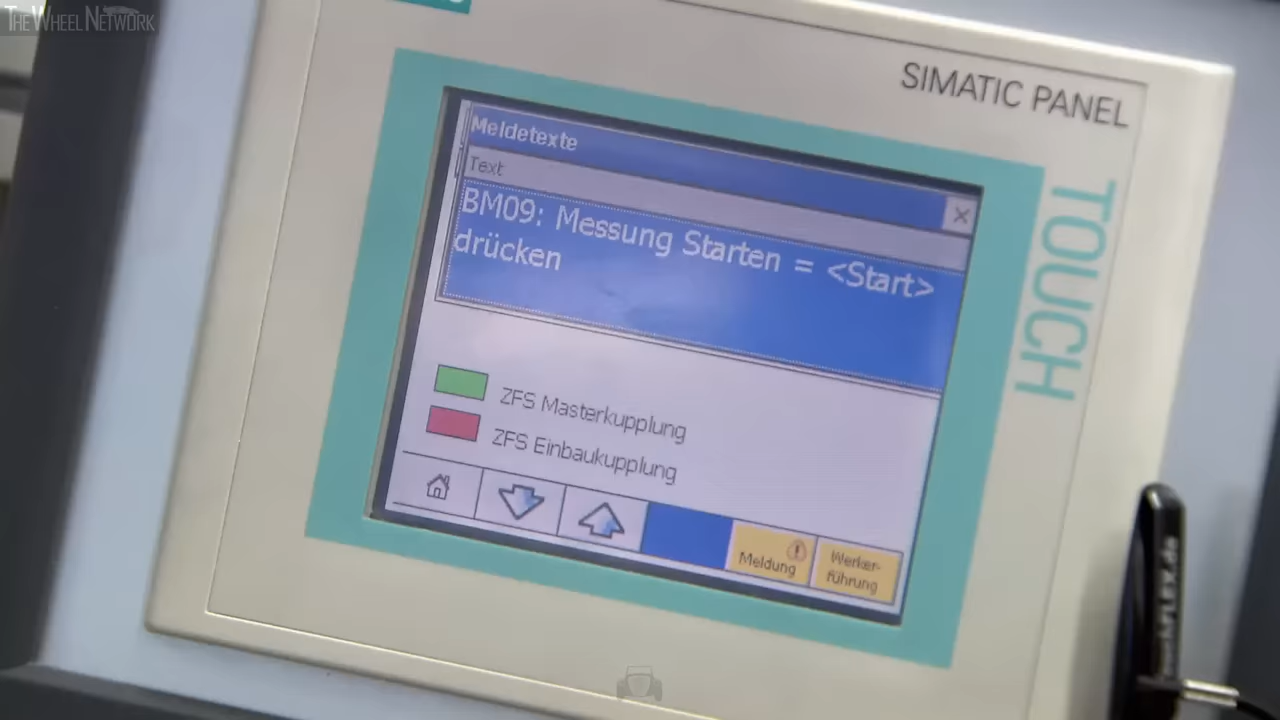 THE WHEEL NETWORK
SIMATIC PANEL
TOUCH
Meldetexte
Text
BM09: Messung Starten = <Start>
drücken
ZFS Masterkupplung
ZFS Einbaukupplung
Meldung
Werker-
führung